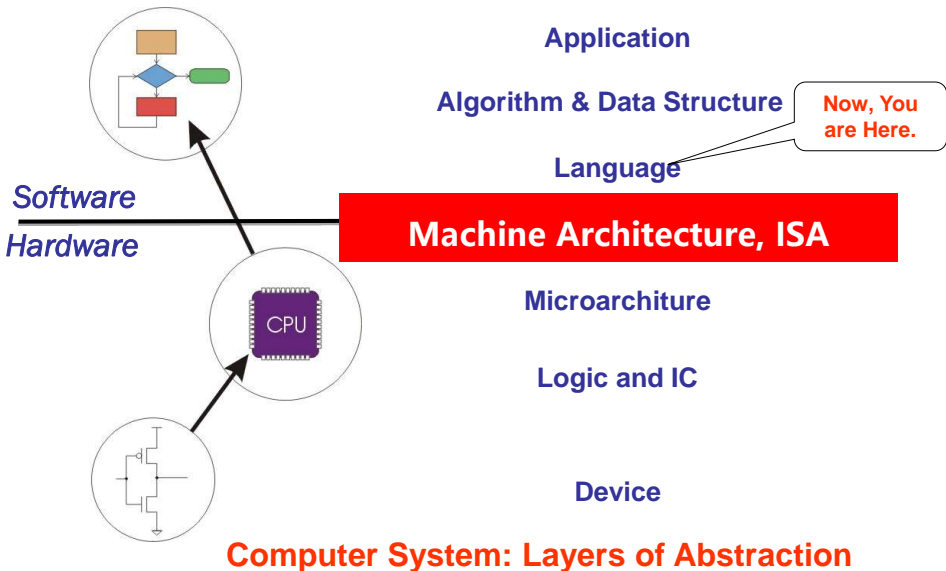 Application
Algorithm & Data Structure
Now, You
are Here.
Language
Software
Hardware
Machine Architecture, ISA
Microarchiture
CPU
Logic and IC
Device
Computer System: Layers of Abstraction